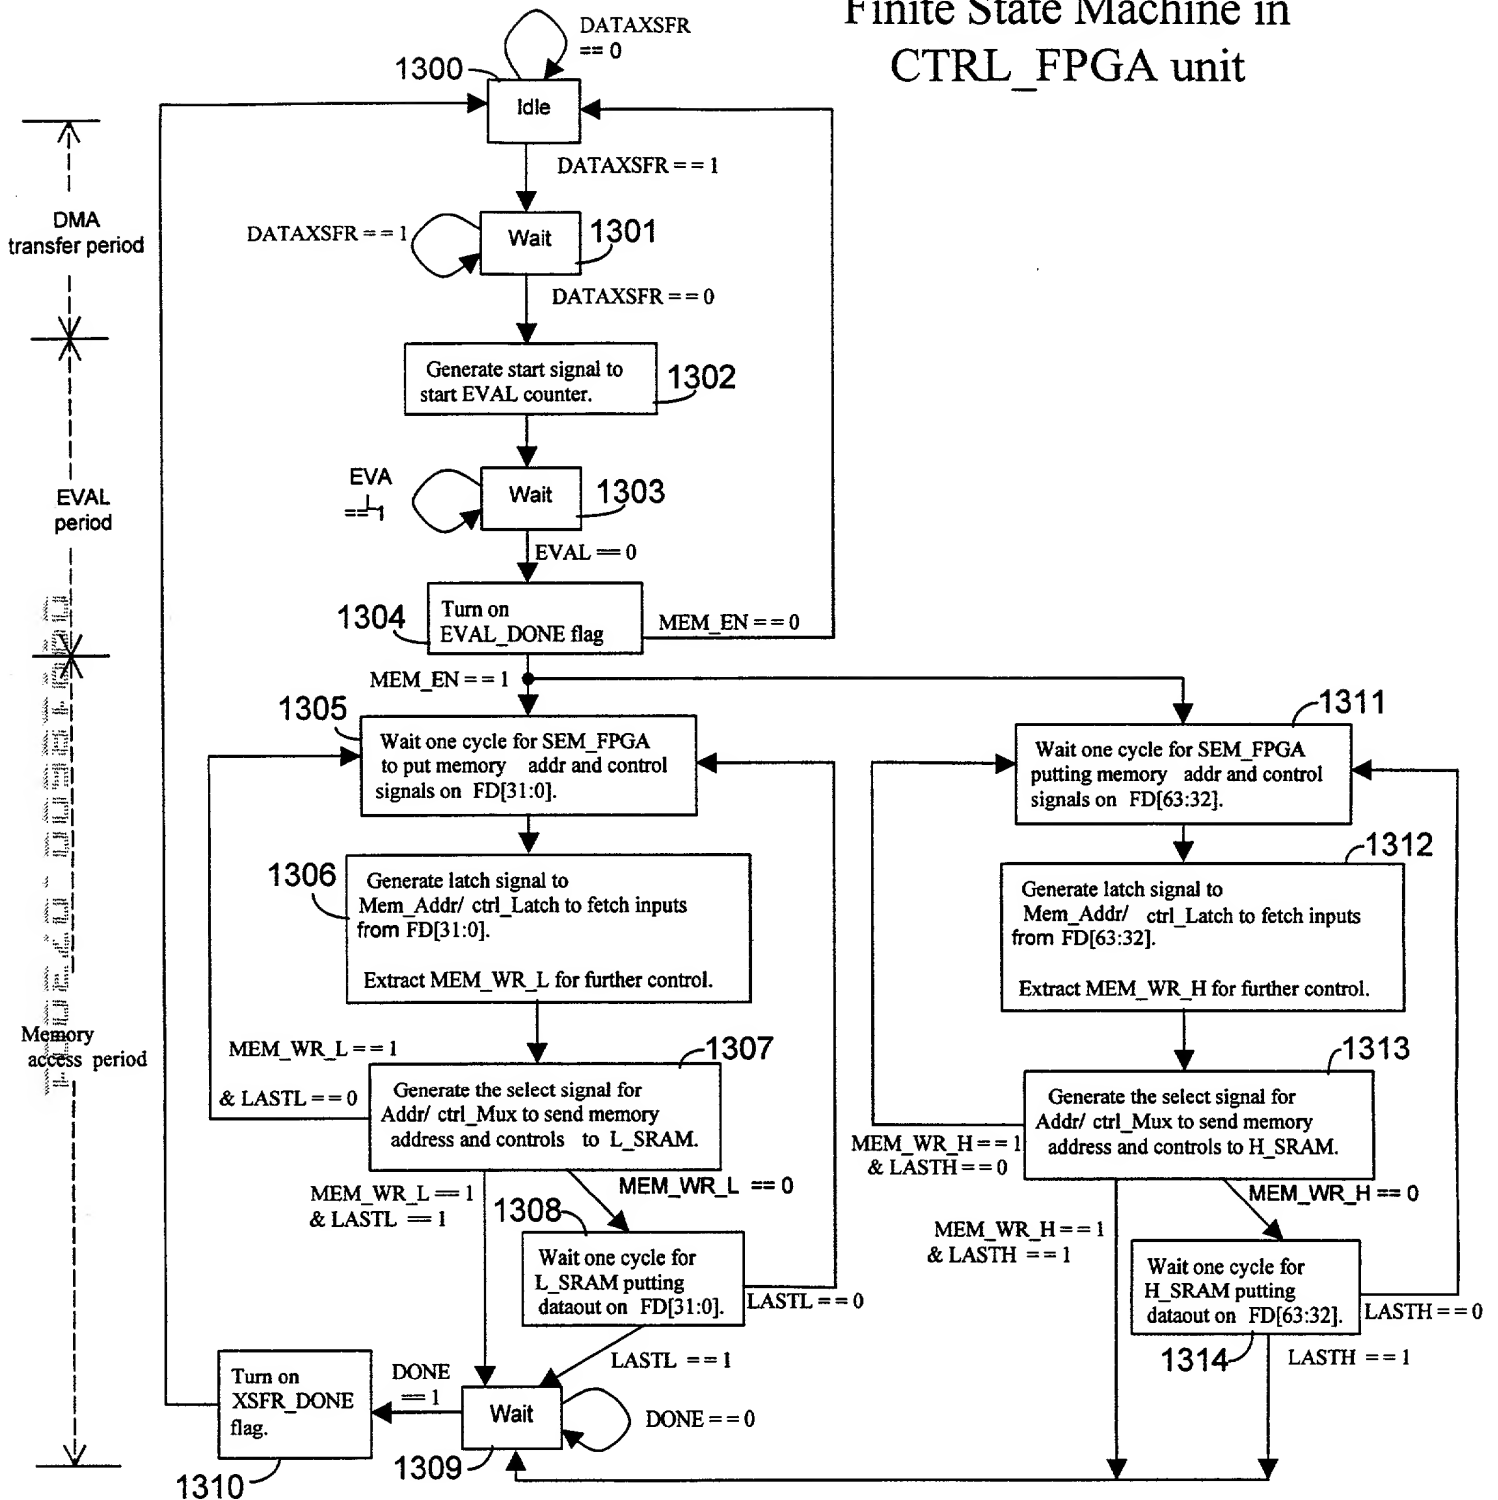 Finite State Machine in
CTRL_FPGA unit
DATAXSFR
== 0
1300
Idle
DATAXSFR == 1
DMA
transfer period
DATAXSFR == 1
Wait
1301
DATAXSFR == 0
Generate start signal to
start EVAL counter.
1302
EVAL
period
EVA
L
== 1
Wait
1303
EVAL == 0
1304
Turn on
EVAL_DONE flag
MEM_EN == 0
MEM_EN == 1
1305
Wait one cycle for SEM_FPGA
to put memory addr and control
signals on FD[31:0].
1311
Wait one cycle for SEM_FPGA
putting memory addr and control
signals on FD[63:32].
1306
Generate latch signal to
Mem_Addr/ ctrl_Latch to fetch inputs
from FD[31:0].
Extract MEM_WR_L for further control.
1312
Generate latch signal to
Mem_Addr/ ctrl_Latch to fetch inputs
from FD[63:32].
Extract MEM_WR_H for further control.
Memory
access period
MEM_WR_L == 1
& LASTL == 0
1307
Generate the select signal for
Addr/ ctrl_Mux to send memory
address and controls to L_SRAM.
1313
Generate the select signal for
Addr/ ctrl_Mux to send memory
address and controls to H_SRAM.
MEM_WR_H == 1
& LASTH == 0
MEM_WR_L == 1
& LASTL == 1
MEM_WR_L == 0
1308
Wait one cycle for
L_SRAM putting
dataout on FD[31:0].
LASTL == 0
LASTL == 1
MEM_WR_H == 1
& LASTH == 1
MEM_WR_H == 0
Wait one cycle for
H_SRAM putting
dataout on FD[63:32].
1314
LASTH == 0
LASTH == 1
Turn on
XSFR_DONE
flag.
1310
DONE
== 1
Wait
1309
DONE == 0